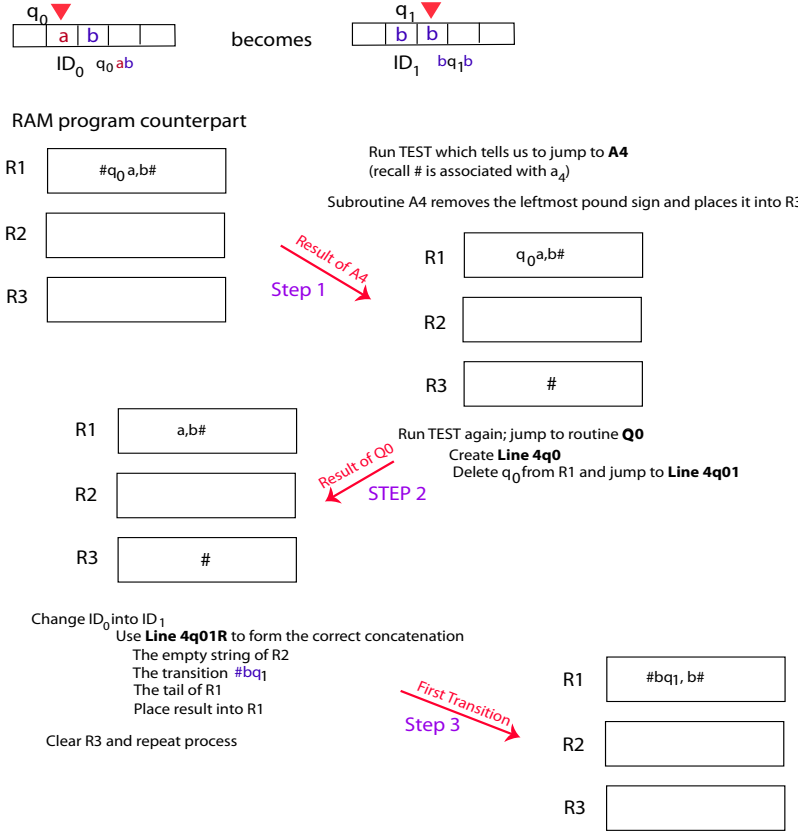 q₀ q₁
a b becomes b b
ID₀ q₀ab ID₁ bq₁b
RAM program counterpart
R1 #q₀a,b#
R2
R3
Run TEST which tells us to jump to A4
(recall # is associated with a₄)
Subroutine A4 removes the leftmost pound sign and places it into R3
Result of A4
Step 1
R1 q₀a,b#
R2
R3 #
R1 a,b#
R2
R3 #
Run TEST again; jump to routine Q0
Create Line 4q0
Delete q₀from R1 and jump to Line 4q01
Result of Q0
STEP 2
Change ID₀into ID₁
Use Line 4q01R to form the correct concatenation
The empty string of R2
The transition #bq₁
The tail of R1
Place result into R1
Clear R3 and repeat process
First Transition
Step 3
R1 #bq₁, b#
R2
R3